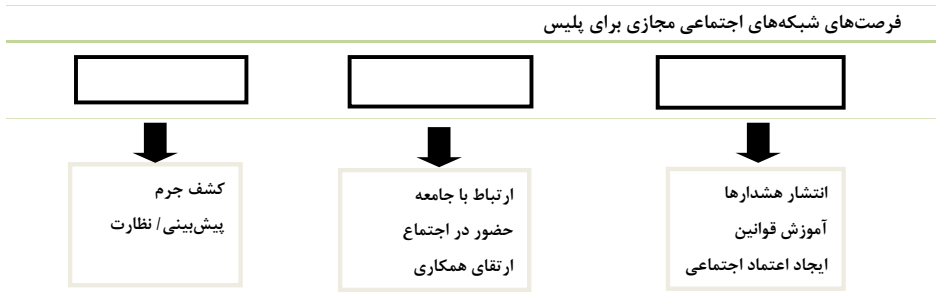 فرصت‌های شبکه‌های اجتماعی مجازی برای پلیس
انتشار هشدارها
آموزش قوانین
ایجاد اعتماد اجتماعی
ارتباط با جامعه
حضور در اجتماع
ارتقای همکاری
کشف جرم
پیش‌بینی/ نظارت